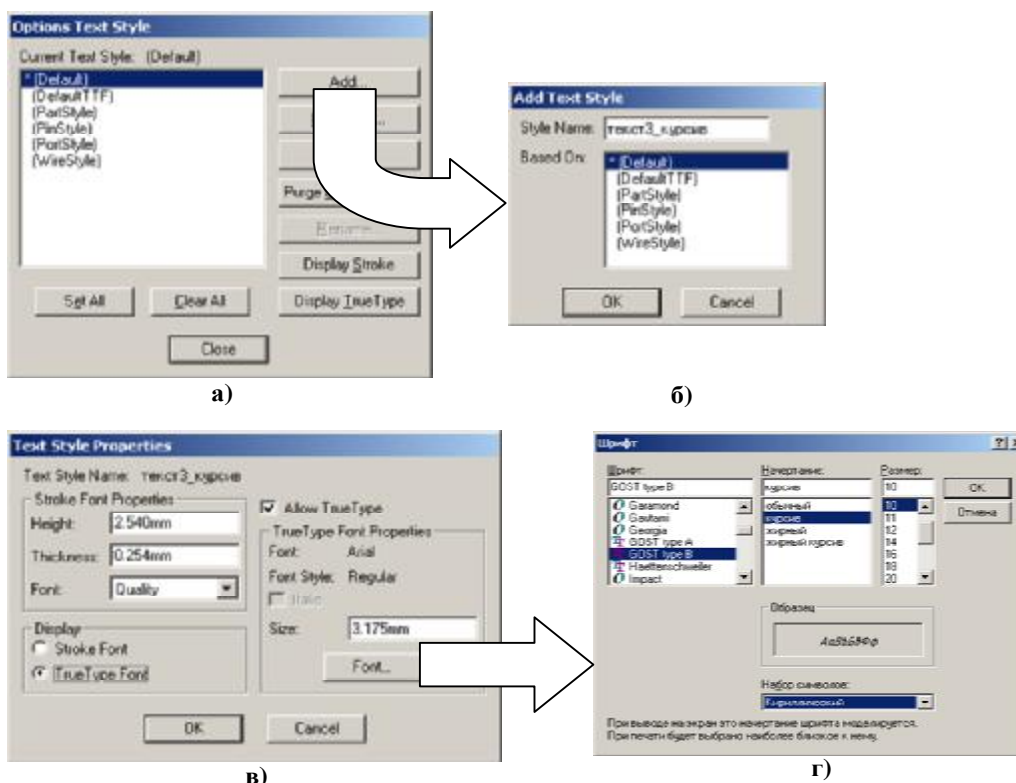 Options Text Style
Current Text Style: (Default)
* (Default)
(DefaultTTF)
(PartStyle)
(PinStyle)
(PortStyle)
(WireStyle)
Add...
Purge
Rename...
Display Stroke
Set All
Clear All
Display TrueType
Close
а)
Add Text Style
Style Name: текст3_курсив
Based On:
* (Default)
(DefaultTTF)
(PartStyle)
(PinStyle)
(PortStyle)
(WireStyle)
OK
Cancel
б)
Text Style Properties
Text Style Name: текст3_курсив
Stroke Font Properties
Height: 2.540mm
Thickness: 0.254mm
Font: Quality
Display
Stroke Font
TrueType Font
Allow TrueType
TrueType Font Properties
Font: Arial
Font Style: Regular
Italic
Size: 3.175mm
Font...
OK
Cancel
в)
Шрифт
Шрифт:
GOST type B
Garamond
Gautami
Georgia
GOST type A
GOST type B
Haettenschweiler
Impact
Начертание:
курсив
обычный
курсив
жирный
жирный курсив
Размер:
10
10
11
12
14
16
18
20
OK
Отмена
Образец
АаБбВвФф
Набор символов:
Кириллический
При выводе на экран это начертание шрифта моделируется.
При печати будет выбрано наиболее близкое к нему.
г)